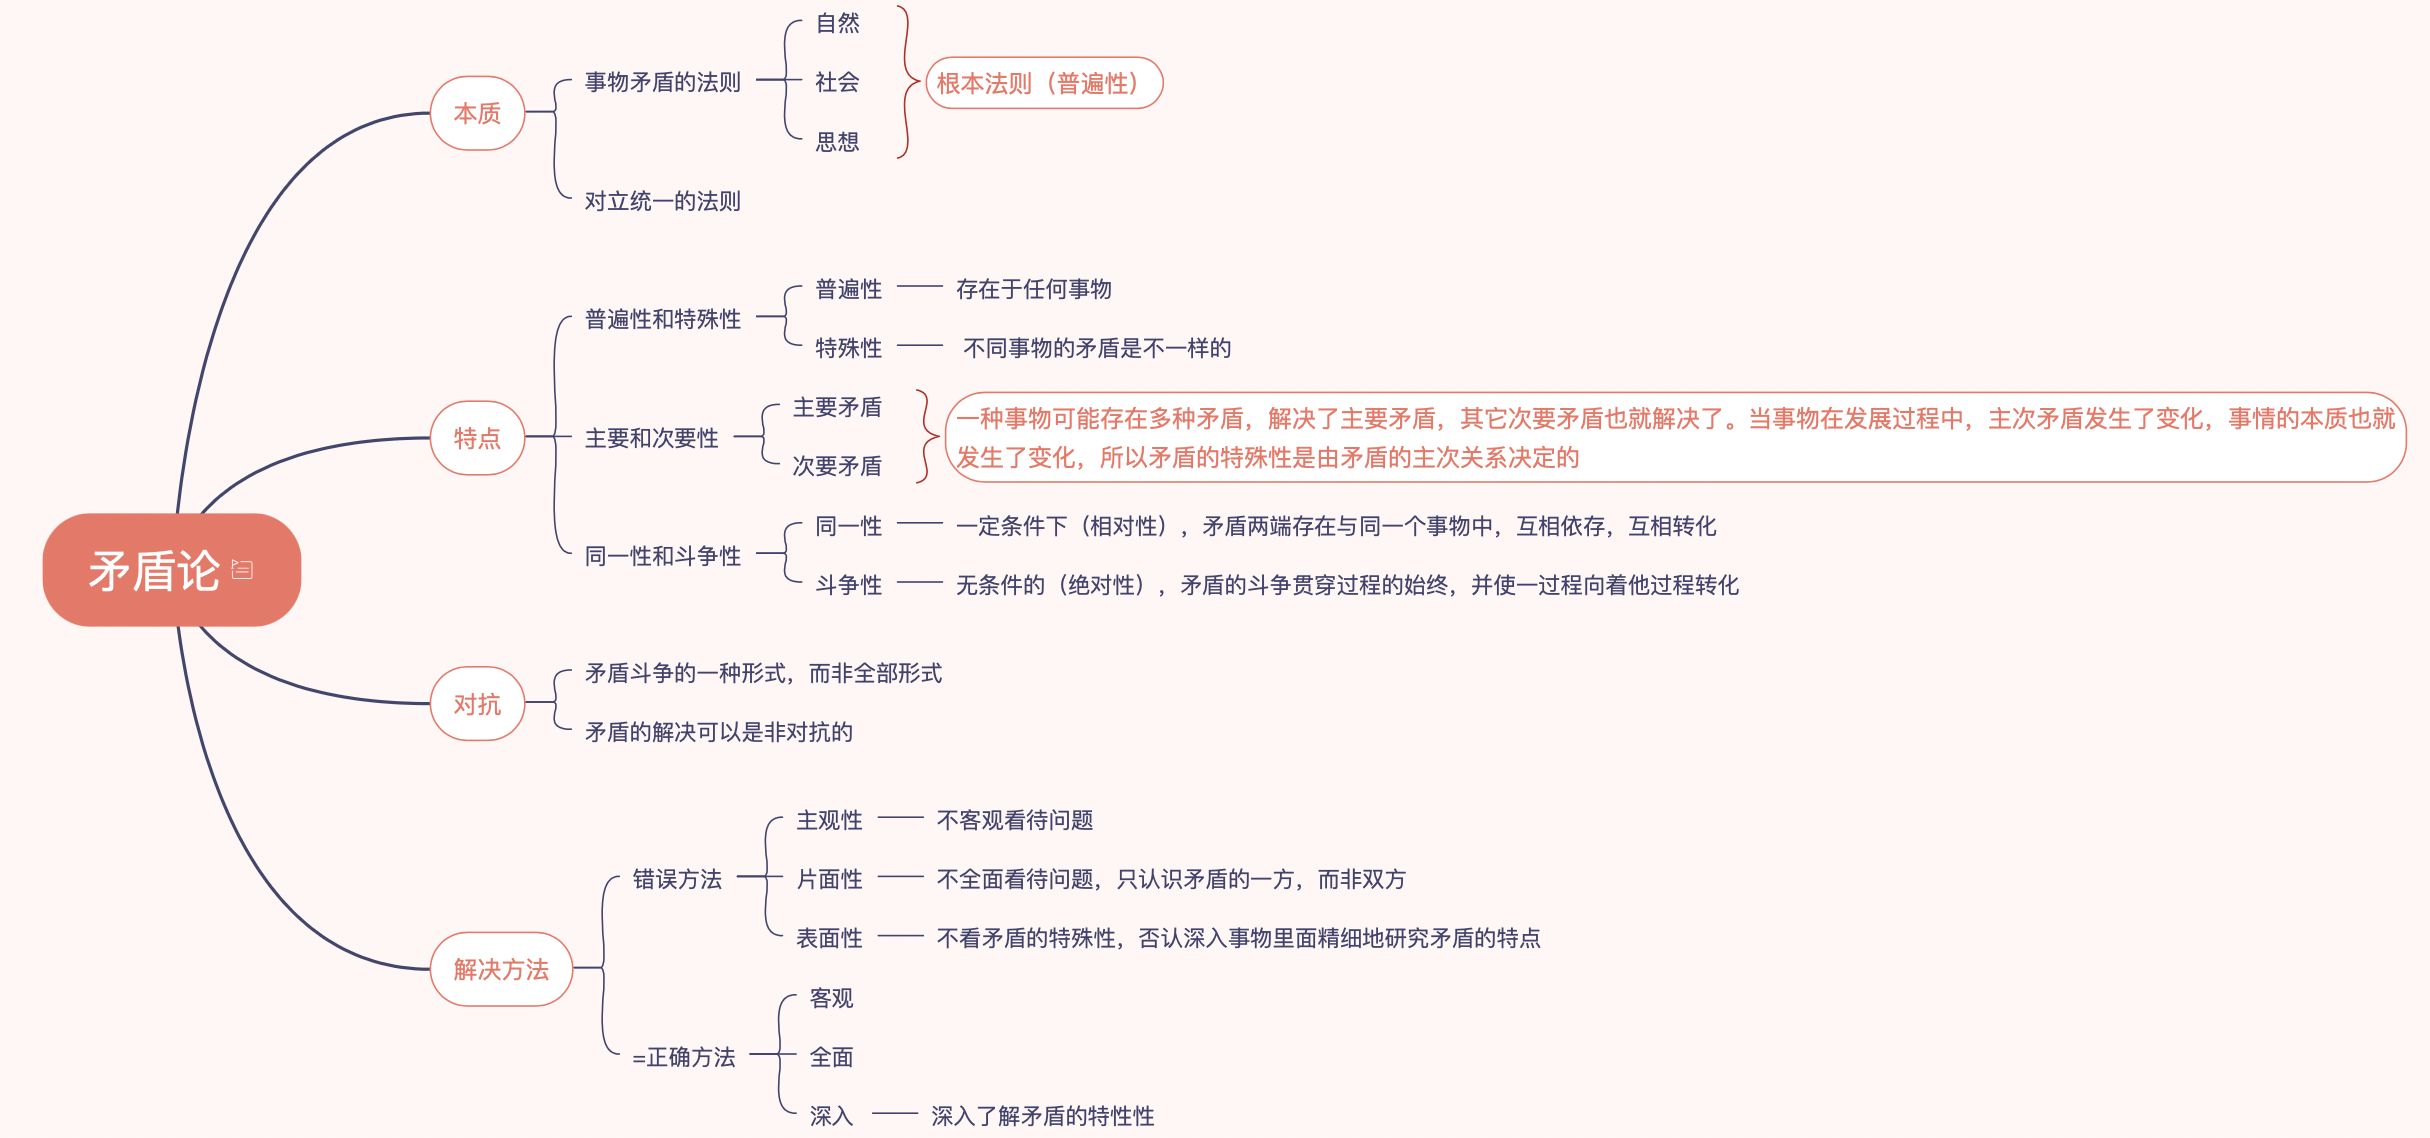 矛盾论
本质
事物矛盾的法则
自然
社会
思想
根本法则（普遍性）
对立统一的法则
特点
普遍性和特殊性
普遍性
存在于任何事物
特殊性
不同事物的矛盾是不一样的
主要和次要性
主要矛盾
次要矛盾
一种事物可能存在多种矛盾，解决了主要矛盾，其它次要矛盾也就解决了。当事物在发展过程中，主次矛盾发生了变化，事情的本质也就
发生了变化，所以矛盾的特殊性是由矛盾的主次关系决定的
同一性和斗争性
同一性
一定条件下（相对性），矛盾两端存在与同一个事物中，互相依存，互相转化
斗争性
无条件的（绝对性），矛盾的斗争贯穿过程的始终，并使一过程向着他过程转化
对抗
矛盾斗争的一种形式，而非全部形式
矛盾的解决可以是非对抗的
解决方法
错误方法
主观性
不客观看待问题
片面性
不全面看待问题，只认识矛盾的一方，而非双方
表面性
不看矛盾的特殊性，否认深入事物里面精细地研究矛盾的特点
=正确方法
客观
全面
深入
深入了解矛盾的特性性